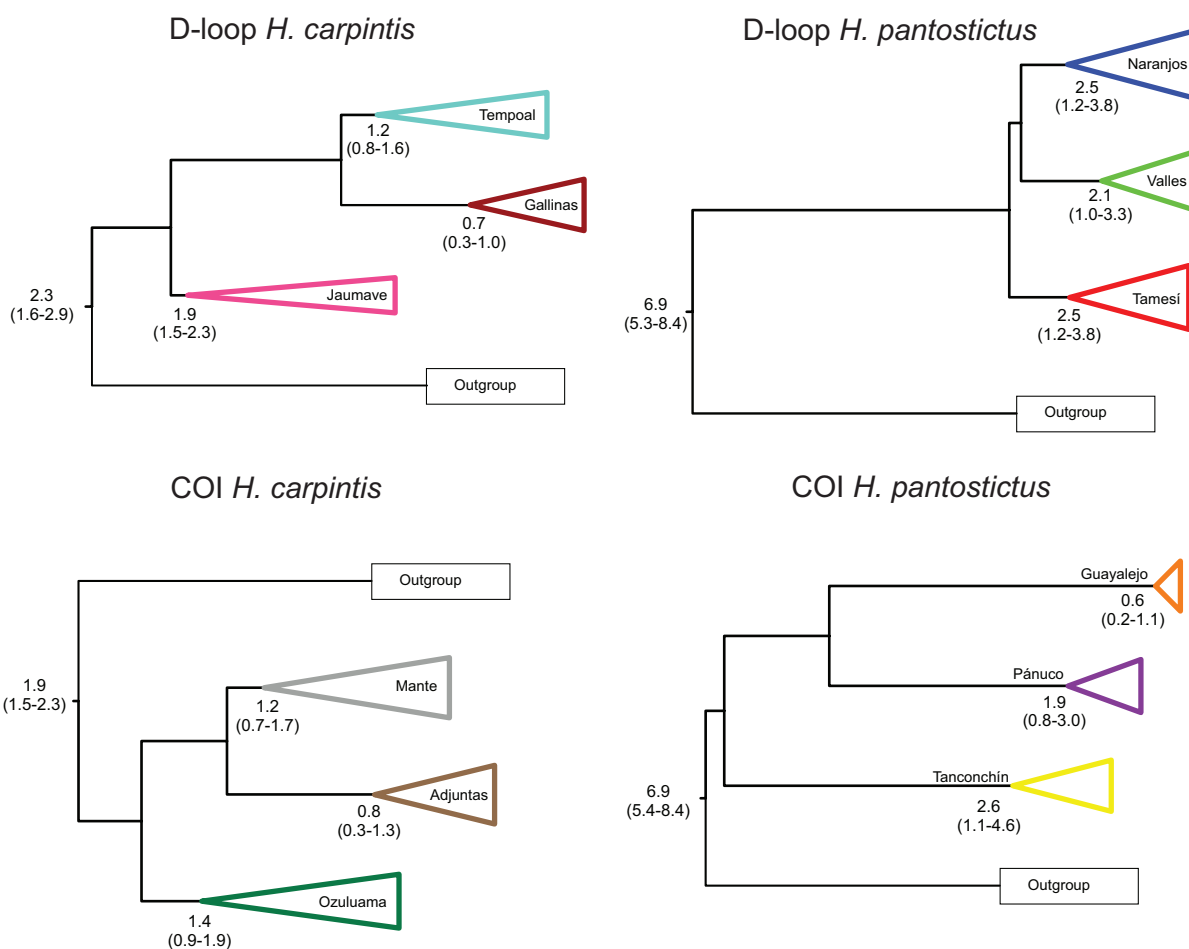 D-loop H. carpintis
Tempoal
1.2
(0.8-1.6)
Gallinas
0.7
(0.3-1.0)
Jaumave
1.9
(1.5-2.3)
2.3
(1.6-2.9)
Outgroup
D-loop H. pantostictus
Naranjos
2.5
(1.2-3.8)
Valles
2.1
(1.0-3.3)
Tamesí
2.5
(1.2-3.8)
6.9
(5.3-8.4)
Outgroup
COI H. carpintis
Outgroup
1.9
(1.5-2.3)
Mante
1.2
(0.7-1.7)
Adjuntas
0.8
(0.3-1.3)
Ozuluama
1.4
(0.9-1.9)
COI H. pantostictus
Guayalejo
0.6
(0.2-1.1)
Pánuco
1.9
(0.8-3.0)
Tanconchín
2.6
(1.1-4.6)
6.9
(5.4-8.4)
Outgroup